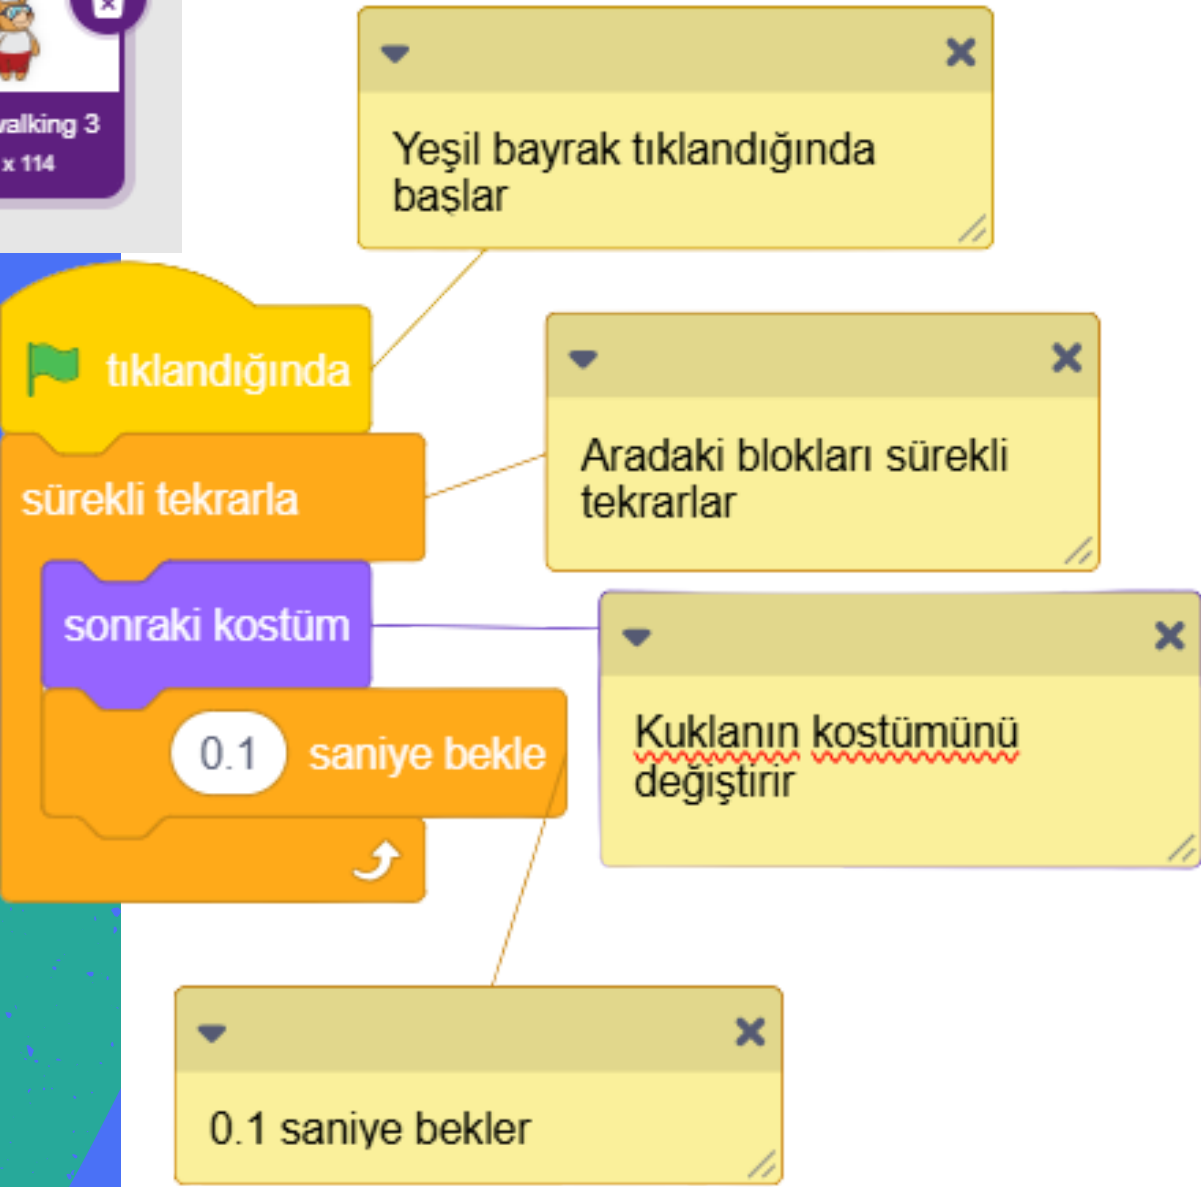 walking 3
x 114
Yeşil bayrak tıklandığında
başlar
tıklandığında
Aradaki blokları sürekli
tekrarlar
sürekli tekrarla
sonraki kostüm
Kuklanın kostümünü
değiştirir
0.1 saniye bekle
0.1 saniye bekler